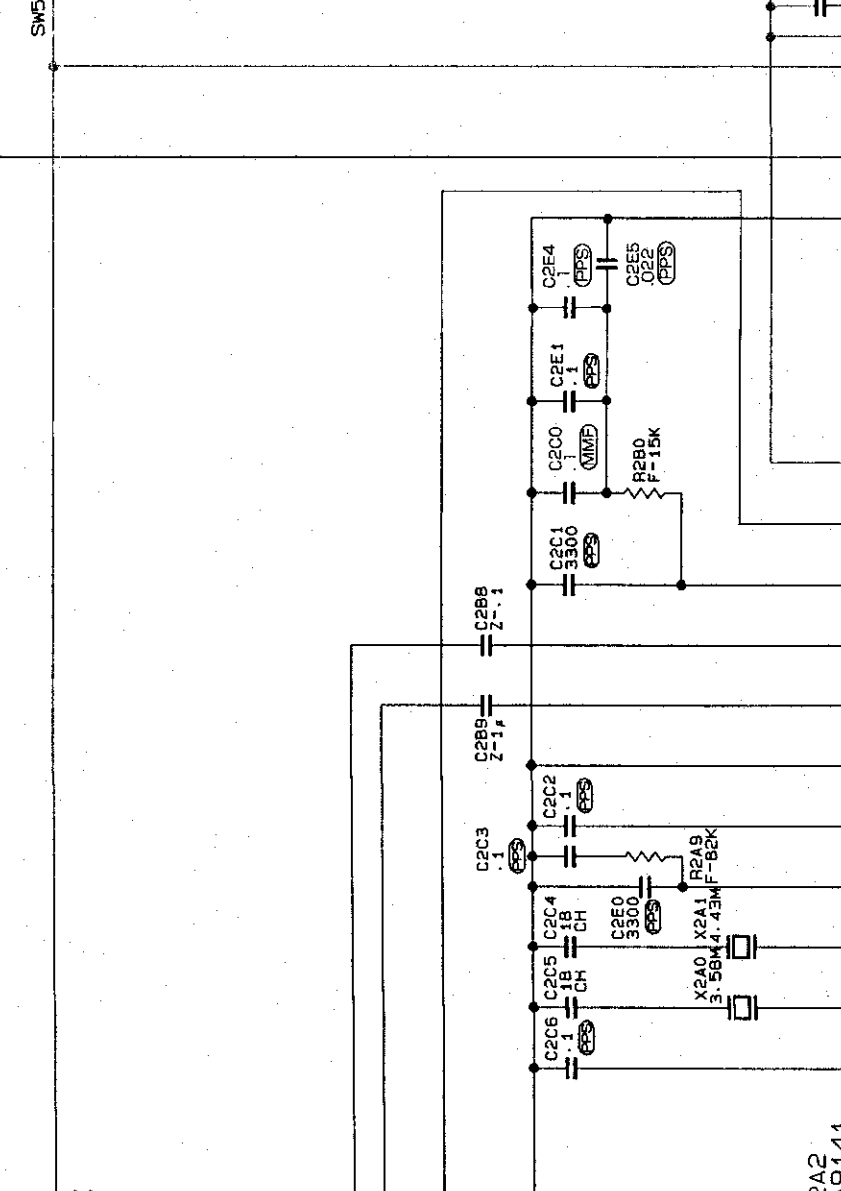 SW5
C2E4
.1
PPS
C2E5
.022
PPS
C2E1
.1
PPS
C2C0
.1
MMF
R2B0
F-15K
C2C1
3300
PPS
C2B8
Z-.1
C2B9
Z-1µ
C2C2
.1
PPS
C2C3
.1
PPS
R2A9
F-82K
C2E0
3300
PPS
C2C4
18
CH
X2A1
4.43M
C2C5
18
CH
X2A0
3.58M
C2C6
.1
PPS